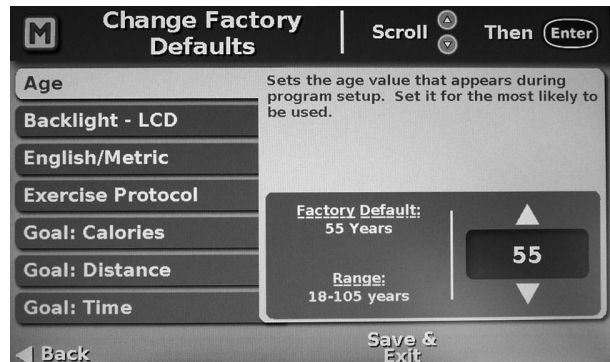 M
Change Factory
Defaults
Scroll
Then Enter
Age
Sets the age value that appears during
program setup. Set it for the most likely to
be used.
Backlight - LCD
English/Metric
Exercise Protocol
Goal: Calories
Goal: Distance
Goal: Time
Factory Default:
55 Years
Range:
18-105 years
55
Back
Save &
Exit